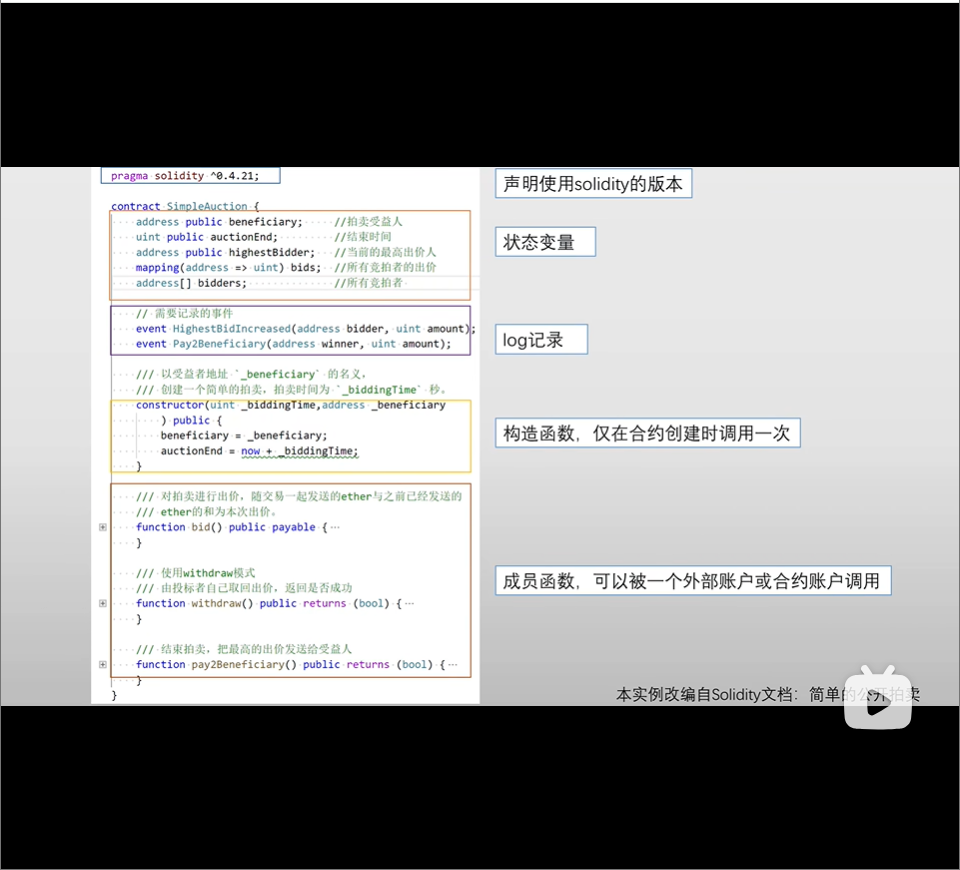 pragma solidity ^0.4.21;
声明使用solidity的版本
contract SimpleAuction {
address public beneficiary; //拍卖受益人
uint public auctionEnd; //结束时间
address public highestBidder; //当前的最高出价人
mapping(address => uint) bids; //所有竞拍者的出价
address[] bidders; //所有竞拍者
状态变量
// 需要记录的事件
event HighestBidIncreased(address bidder, uint amount);
event Pay2Beneficiary(address winner, uint amount);
log记录
/// 以受益者地址 `_beneficiary` 的名义，
/// 创建一个简单的拍卖，拍卖时间为 `_biddingTime` 秒。
constructor(uint _biddingTime,address _beneficiary
) public {
beneficiary = _beneficiary;
auctionEnd = now + _biddingTime;
}
构造函数，仅在合约创建时调用一次
/// 对拍卖进行出价，随交易一起发送的ether与之前已经发送的
/// ether的和为本次出价。
function bid() public payable {…
}
/// 使用withdraw模式
/// 由投标者自己取回出价，返回是否成功
function withdraw() public returns (bool) {…
}
/// 结束拍卖，把最高的出价发送给受益人
function pay2Beneficiary() public returns (bool) {…
}
}
成员函数，可以被一个外部账户或合约账户调用
本实例改编自Solidity文档：简单的公开拍卖